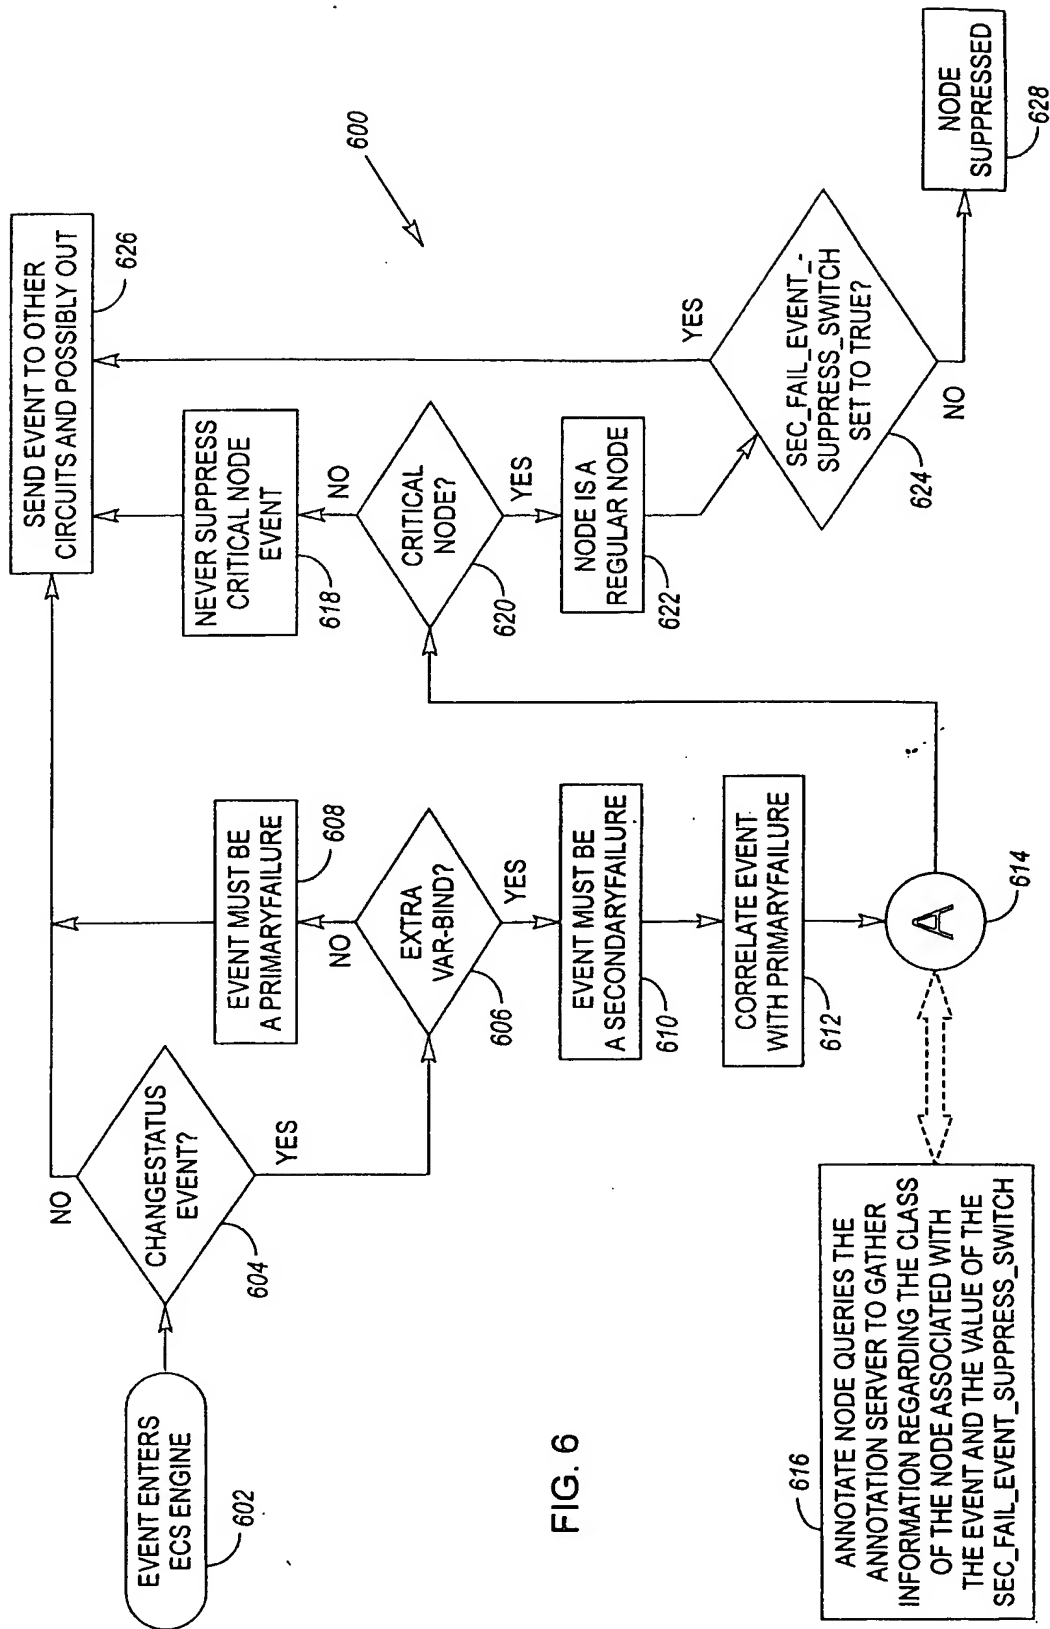 EVENT ENTERS
ECS ENGINE
602
CHANGESTATUS
EVENT?
604
NO
YES
EXTRA
VAR-BIND?
606
NO
YES
EVENT MUST BE
A PRIMARYFAILURE
608
EVENT MUST BE
A SECONDARYFAILURE
610
CORRELATE EVENT
WITH PRIMARYFAILURE
612
A
614
ANNOTATE NODE QUERIES THE
ANNOTATION SERVER TO GATHER
INFORMATION REGARDING THE CLASS
OF THE NODE ASSOCIATED WITH
THE EVENT AND THE VALUE OF THE
SEC_FAIL_EVENT_SUPPRESS_SWITCH
616
CRITICAL
NODE?
620
NO
YES
NEVER SUPPRESS
CRITICAL NODE
EVENT
618
NODE IS A
REGULAR NODE
622
SEC_FAIL_EVENT_-
SUPPRESS_SWITCH
SET TO TRUE?
624
YES
NO
SEND EVENT TO OTHER
CIRCUITS AND POSSIBLY OUT
626
NODE
SUPPRESSED
628
600
FIG. 6